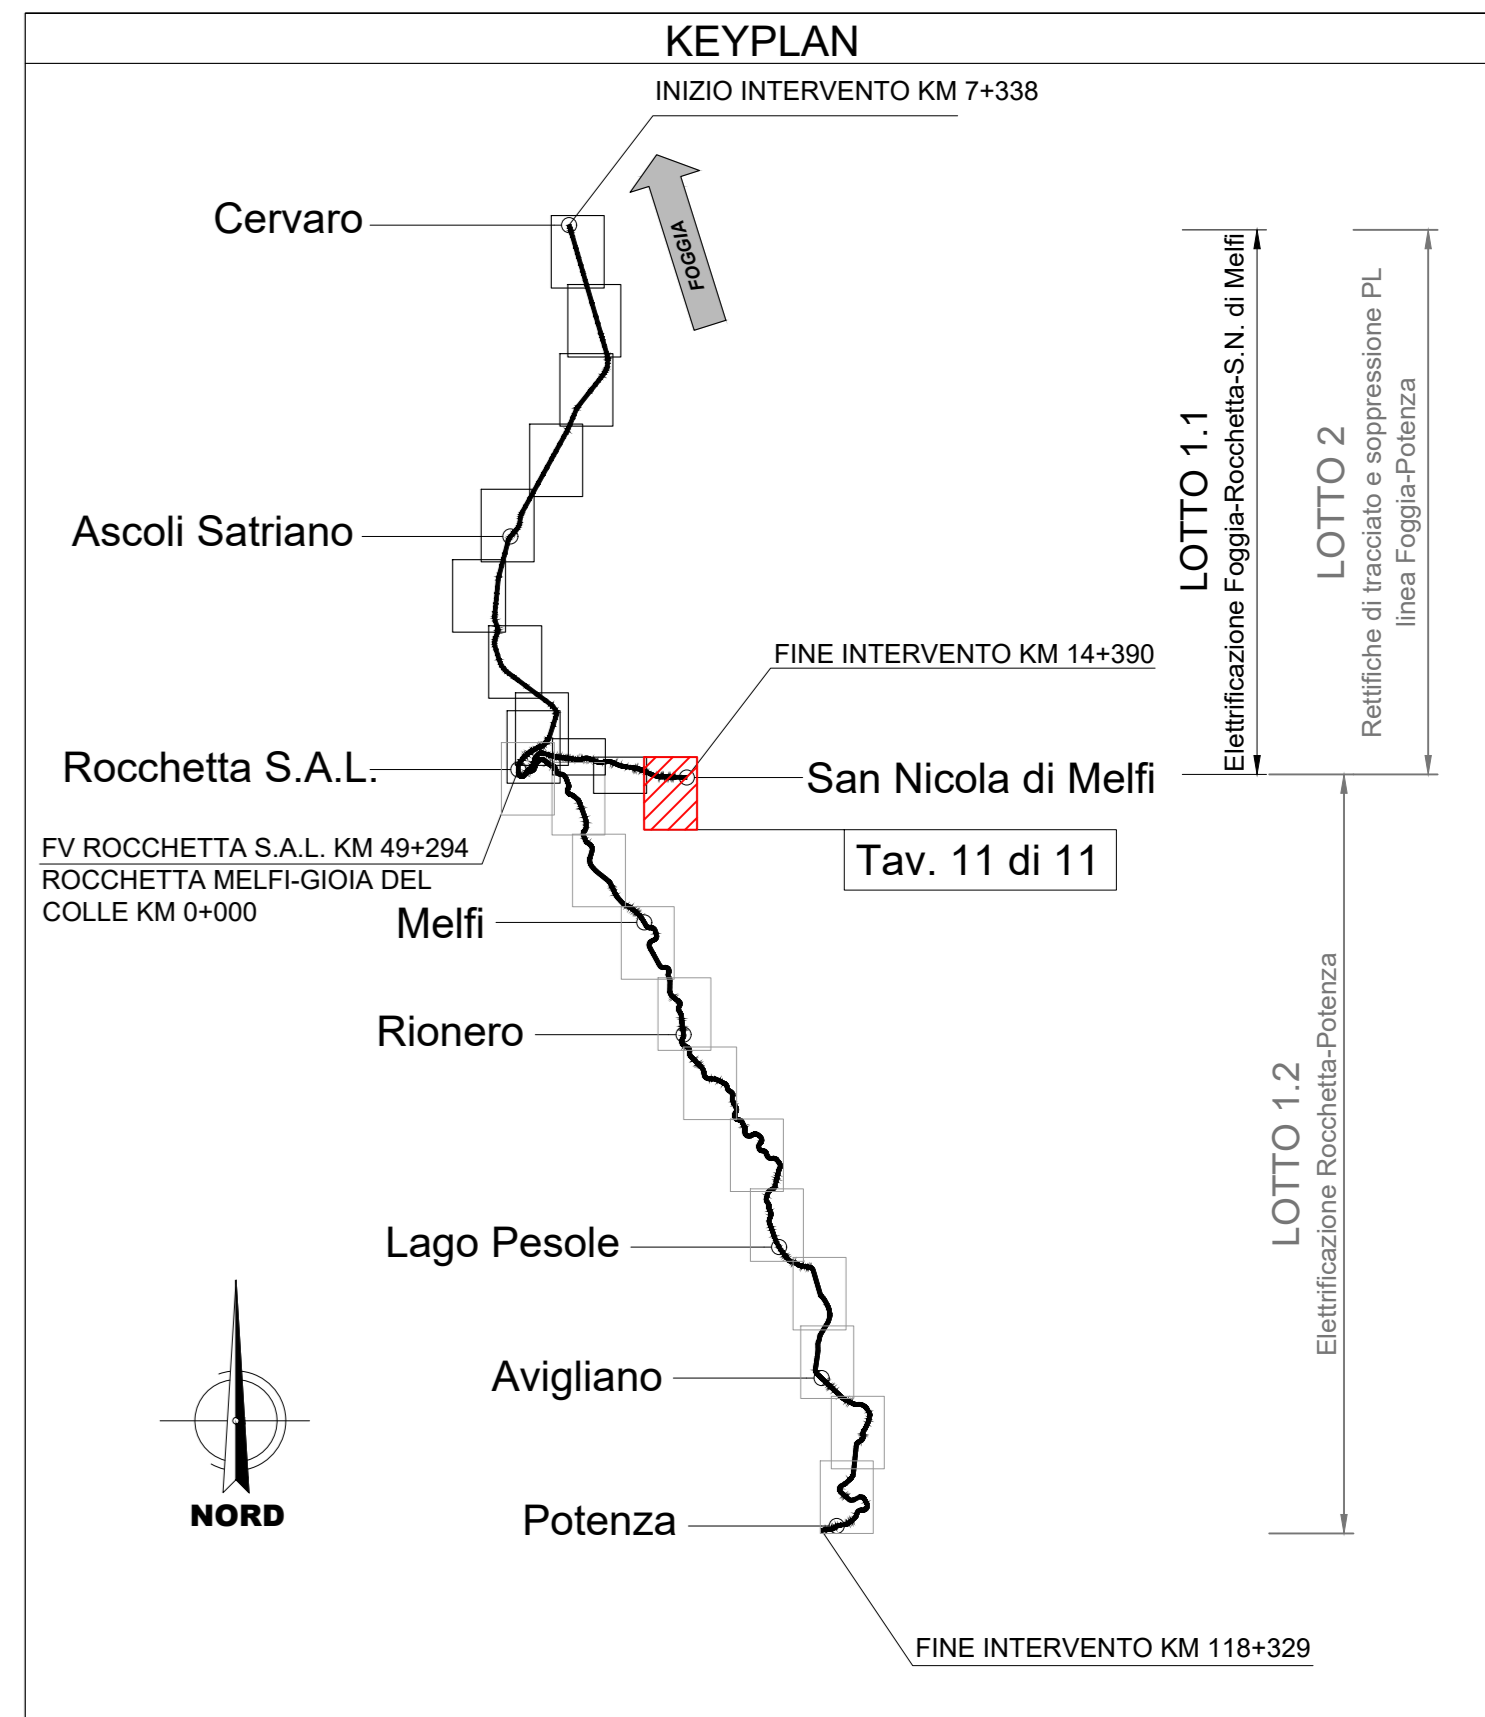 KEYPLAN
INIZIO INTERVENTO KM 7+338
FOGGIA
Cervaro
Ascoli Satriano
LOTTO 1.1
Elettrificazione Foggia-Rocchetta-S.N. di Melfi
LOTTO 2
Rettifiche di tracciato e soppressione PL
linea Foggia-Potenza
FINE INTERVENTO KM 14+390
Rocchetta S.A.L.
San Nicola di Melfi
FV ROCCHETTA S.A.L. KM 49+294
ROCCHETTA MELFI-GIOIA DEL
COLLE KM 0+000
Tav. 11 di 11
Melfi
Rionero
LOTTO 1.2
Elettrificazione Rocchetta-Potenza
Lago Pesole
Avigliano
NORD
Potenza
FINE INTERVENTO KM 118+329